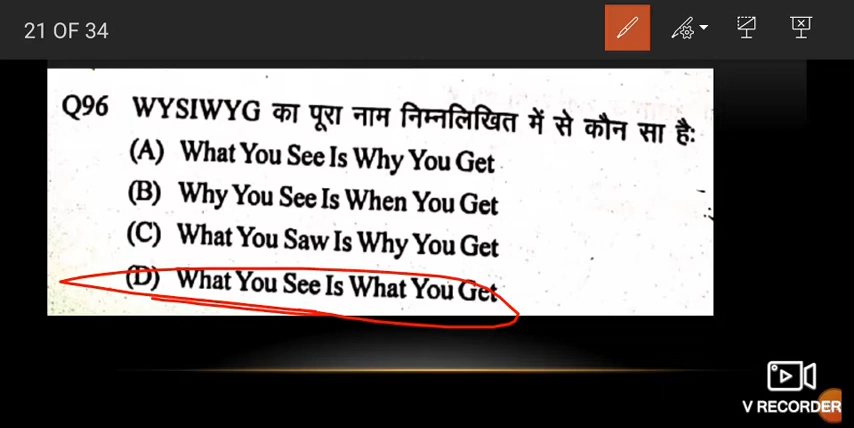 21 OF 34
Q96 WYSIWYG का पूरा नाम निम्नलिखित में से कौन सा है:
(A) What You See Is Why You Get
(B) Why You See Is When You Get
(C) What You Saw Is Why You Get
(D) What You See Is What You Get
V RECORDER